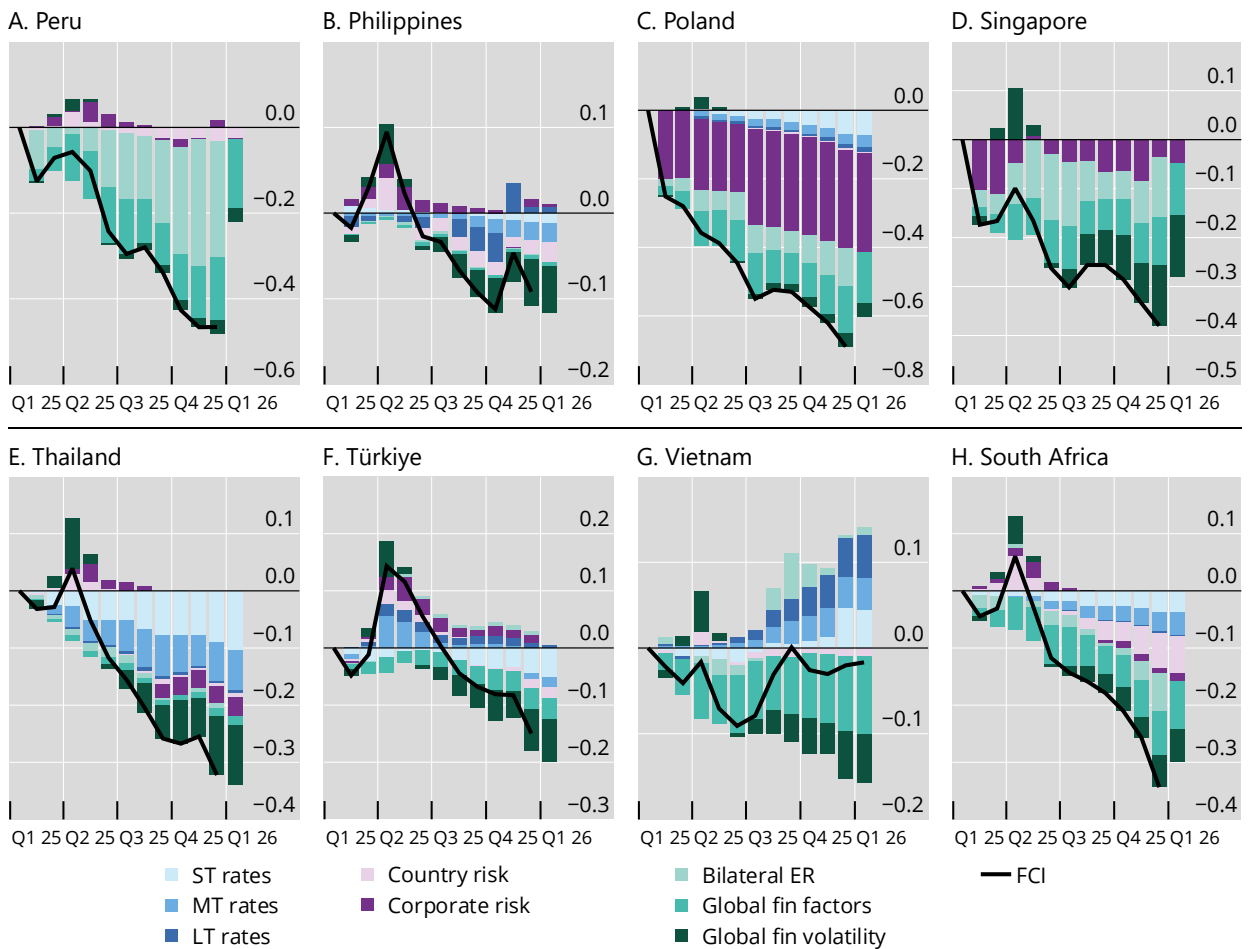 A. Peru
B. Philippines
C. Poland
D. Singapore
0.0
−0.2
−0.4
−0.6
0.1
0.0
−0.1
−0.2
0.0
−0.2
−0.4
−0.6
−0.8
0.1
0.0
−0.1
−0.2
−0.3
−0.4
−0.5
Q1 25 Q2 25 Q3 25 Q4 25 Q1 26
Q1 25 Q2 25 Q3 25 Q4 25 Q1 26
Q1 25 Q2 25 Q3 25 Q4 25 Q1 26
Q1 25 Q2 25 Q3 25 Q4 25 Q1 26
E. Thailand
F. Türkiye
G. Vietnam
H. South Africa
0.1
0.0
−0.1
−0.2
−0.3
−0.4
0.2
0.1
0.0
−0.1
−0.2
−0.3
0.1
0.0
−0.1
−0.2
0.1
0.0
−0.1
−0.2
−0.3
−0.4
Q1 25 Q2 25 Q3 25 Q4 25 Q1 26
Q1 25 Q2 25 Q3 25 Q4 25 Q1 26
Q1 25 Q2 25 Q3 25 Q4 25 Q1 26
Q1 25 Q2 25 Q3 25 Q4 25 Q1 26
ST rates
MT rates
LT rates
Country risk
Corporate risk
Bilateral ER
Global fin factors
Global fin volatility
FCI